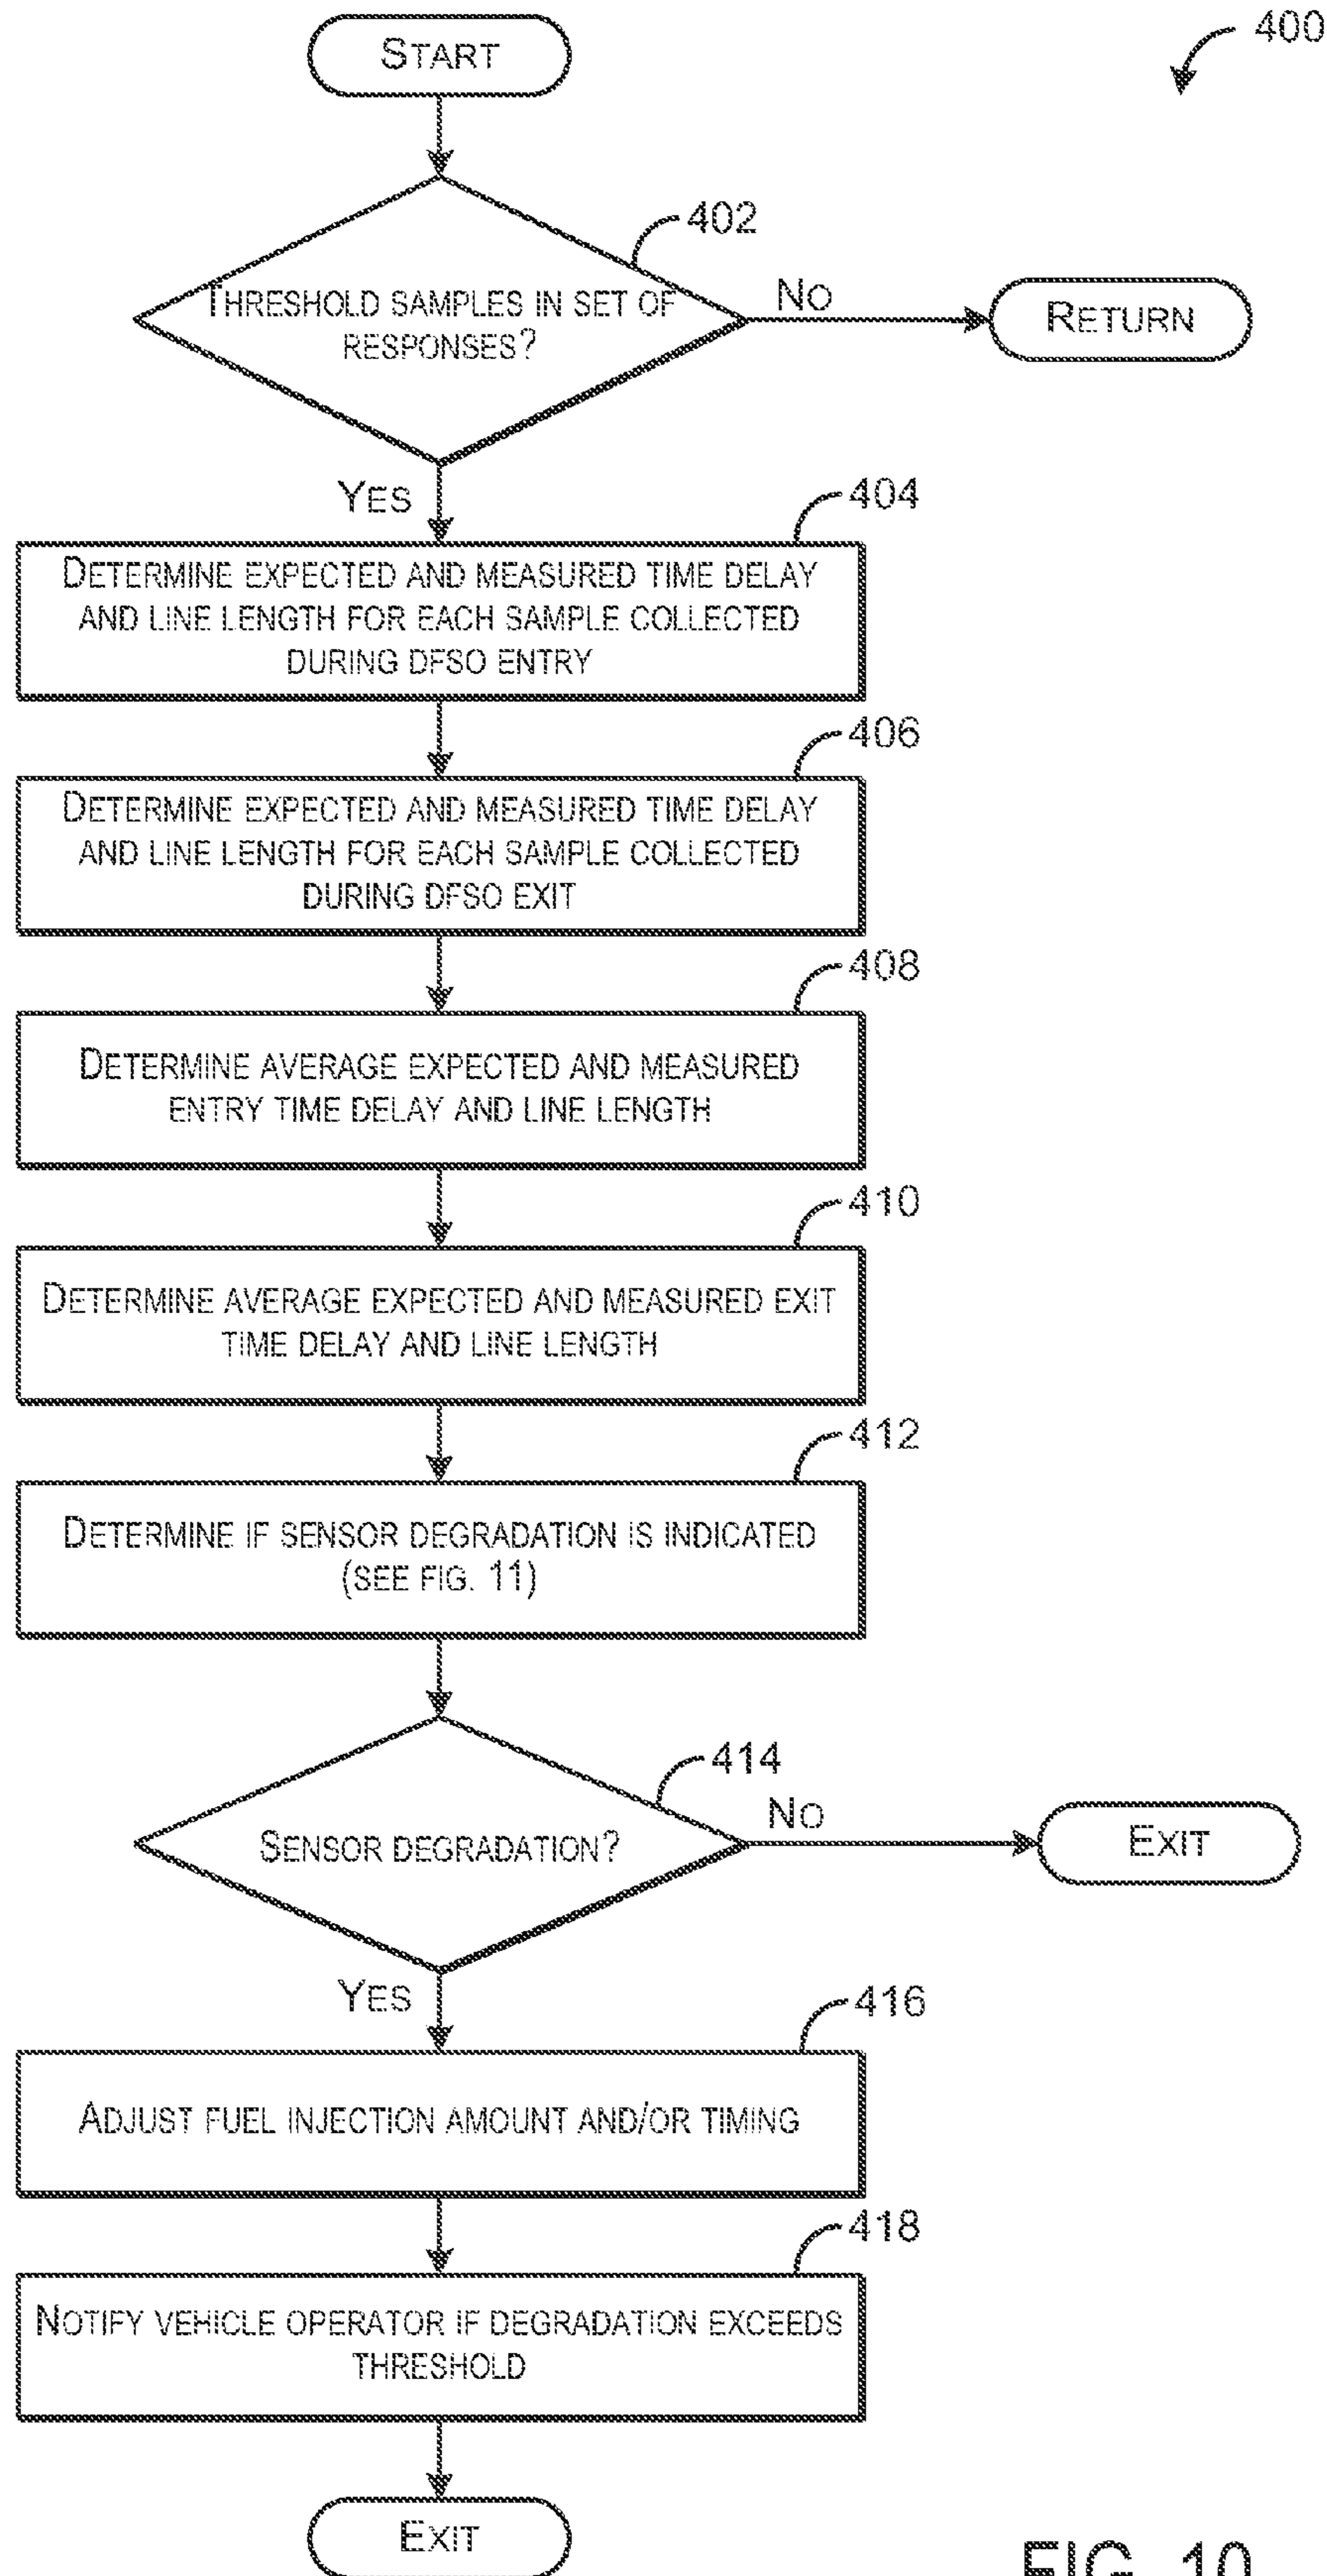 START
400
402
THRESHOLD SAMPLES IN SET OF
RESPONSES?
NO
RETURN
YES
404
DETERMINE EXPECTED AND MEASURED TIME DELAY
AND LINE LENGTH FOR EACH SAMPLE COLLECTED
DURING DFSO ENTRY
406
DETERMINE EXPECTED AND MEASURED TIME DELAY
AND LINE LENGTH FOR EACH SAMPLE COLLECTED
DURING DFSO EXIT
408
DETERMINE AVERAGE EXPECTED AND MEASURED
ENTRY TIME DELAY AND LINE LENGTH
410
DETERMINE AVERAGE EXPECTED AND MEASURED EXIT
TIME DELAY AND LINE LENGTH
412
DETERMINE IF SENSOR DEGRADATION IS INDICATED
(SEE FIG. 11)
414
SENSOR DEGRADATION?
NO
EXIT
YES
416
ADJUST FUEL INJECTION AMOUNT AND/OR TIMING
418
NOTIFY VEHICLE OPERATOR IF DEGRADATION EXCEEDS
THRESHOLD
EXIT
FIG. 10